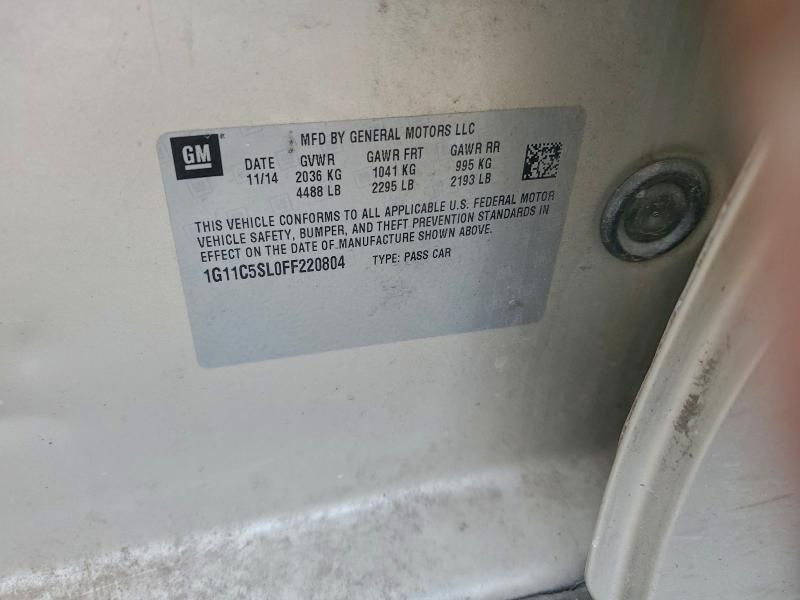 GM
MFD BY GENERAL MOTORS LLC
DATE GVWR GAWR FRT GAWR RR
11/14 2036 KG 1041 KG 995 KG
4488 LB 2295 LB 2193 LB
THIS VEHICLE CONFORMS TO ALL APPLICABLE U.S. FEDERAL MOTOR
VEHICLE SAFETY, BUMPER, AND THEFT PREVENTION STANDARDS IN
EFFECT ON THE DATE OF MANUFACTURE SHOWN ABOVE.
1G11C5SL0FF220804 TYPE: PASS CAR